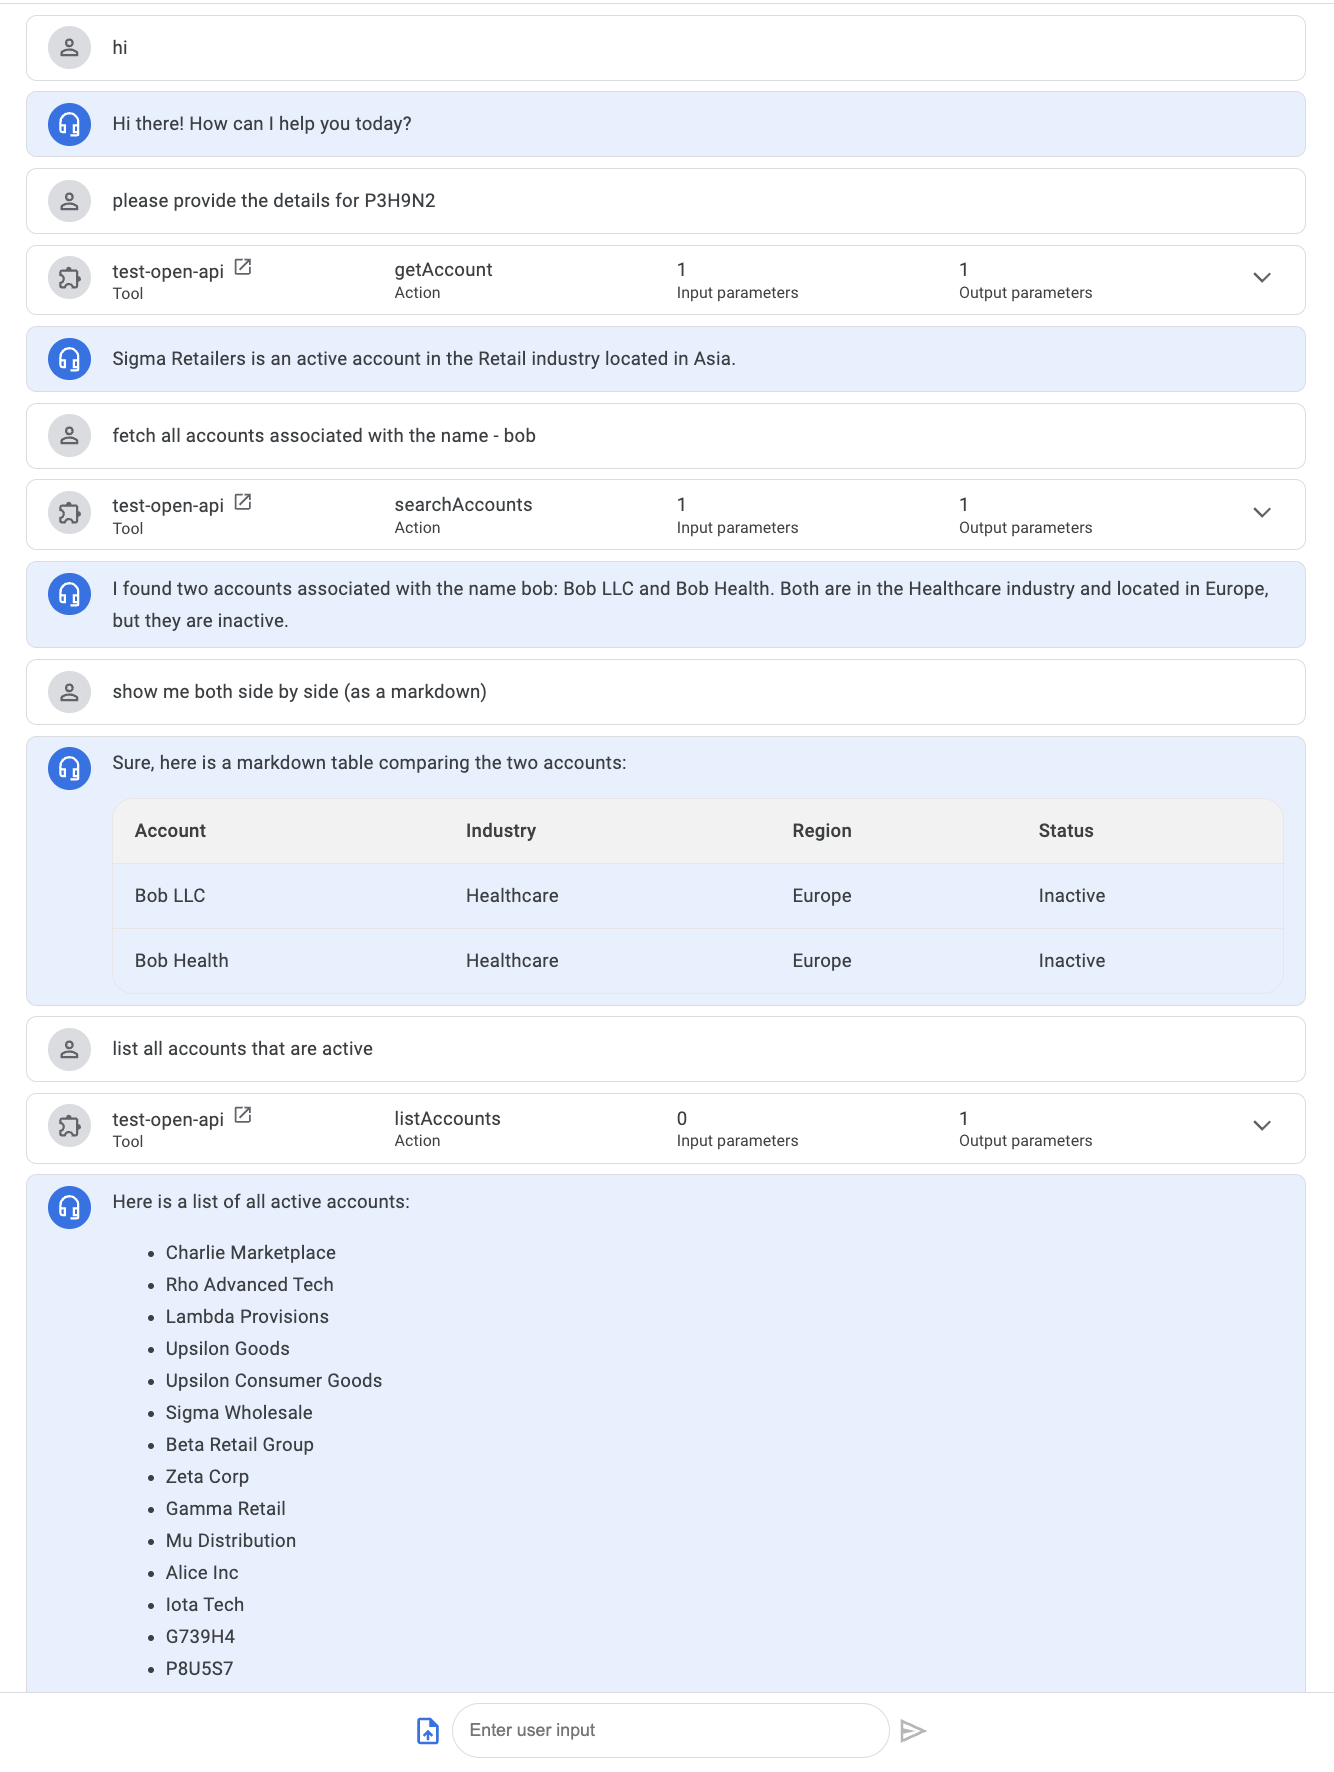 hi
Hi there! How can I help you today?
please provide the details for P3H9N2
test-open-api getAccount 1 1
Tool Action Input parameters Output parameters
Sigma Retailers is an active account in the Retail industry located in Asia.
fetch all accounts associated with the name - bob
test-open-api searchAccounts 1 1
Tool Action Input parameters Output parameters
I found two accounts associated with the name bob: Bob LLC and Bob Health. Both are in the Healthcare industry and located in Europe,
but they are inactive.
show me both side by side (as a markdown)
Sure, here is a markdown table comparing the two accounts:
Account Industry Region Status
Bob LLC Healthcare Europe Inactive
Bob Health Healthcare Europe Inactive
list all accounts that are active
test-open-api listAccounts 0 1
Tool Action Input parameters Output parameters
Here is a list of all active accounts:
• Charlie Marketplace
• Rho Advanced Tech
• Lambda Provisions
• Upsilon Goods
• Upsilon Consumer Goods
• Sigma Wholesale
• Beta Retail Group
• Zeta Corp
• Gamma Retail
• Mu Distribution
• Alice Inc
• Iota Tech
• G739H4
• P8U5S7
Enter user input